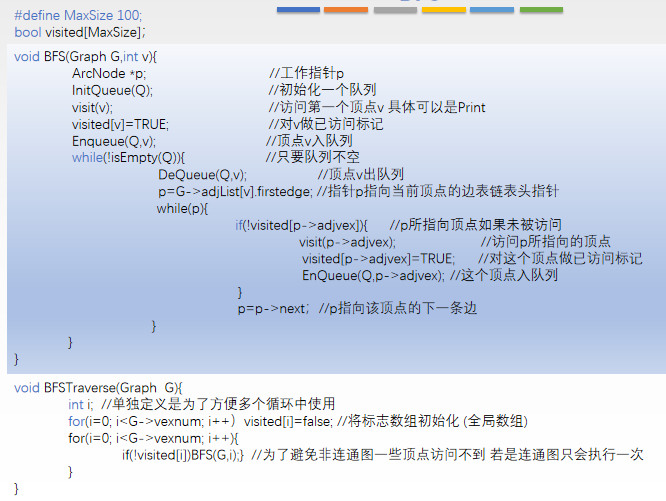 #define MaxSize 100;
bool visited[MaxSize];
void BFS(Graph G,int v){
ArcNode *p; //工作指针p
InitQueue(Q); //初始化一个队列
visit(v); //访问第一个顶点v 具体可以是Print
visited[v]=TRUE; //对v做已访问标记
Enqueue(Q,v); //顶点v入队列
while(!isEmpty(Q)){ //只要队列不空
DeQueue(Q,v); //顶点v出队列
p=G->adjList[v].firstedge; //指针p指向当前顶点的边表链表头指针
while(p){
if(!visited[p->adjvex]){ //p所指向顶点如果未被访问
visit(p->adjvex); //访问p所指向的顶点
visited[p->adjvex]=TRUE; //对这个顶点做已访问标记
EnQueue(Q,p->adjvex); //这个顶点入队列
}
p=p->next; //p指向该顶点的下一条边
}
}
}
void BFSTraverse(Graph G){
int i; //单独定义是为了方便多个循环中使用
for(i=0; i<G->vexnum; i++) visited[i]=false; //将标志数组初始化 (全局数组)
for(i=0; i<G->vexnum; i++){
if(!visited[i])BFS(G,i);} //为了避免非连通图一些顶点访问不到 若是连通图只会执行一次
}
}